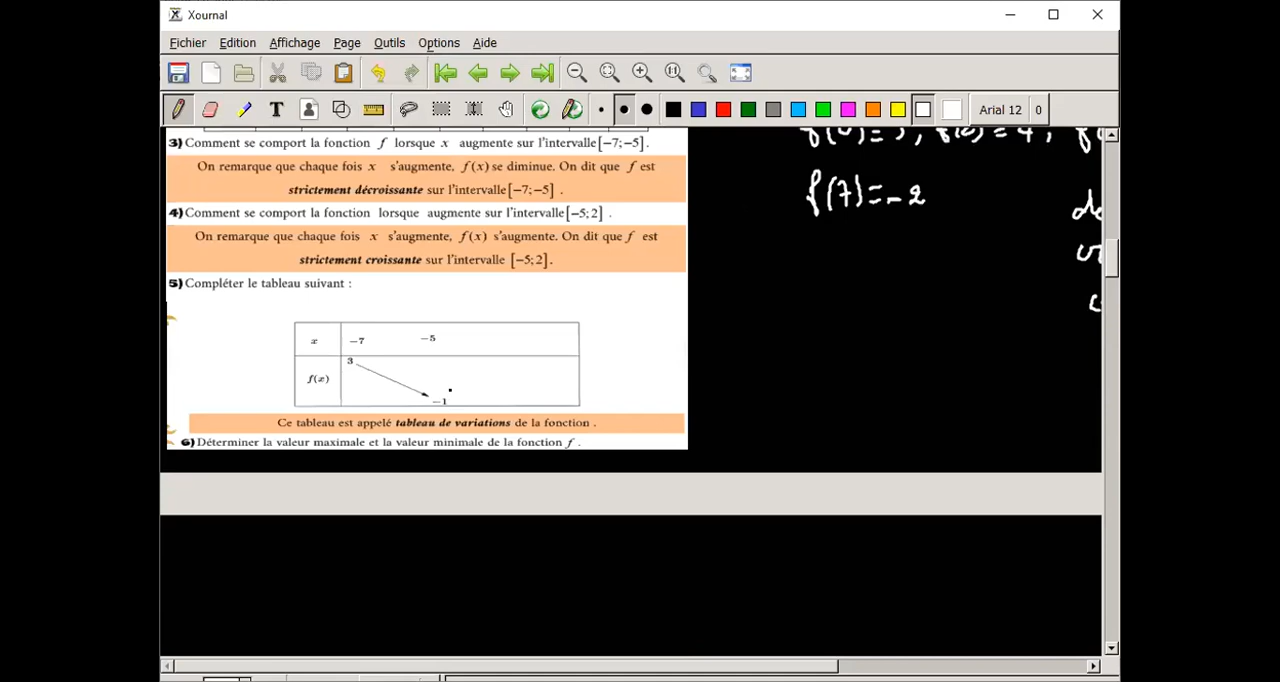 Xournal
Fichier Edition Affichage Page Outils Options Aide
Arial 12 0
3) Comment se comport la fonction f lorsque x augmente sur l'intervalle [−7;−5].
On remarque que chaque fois x s'augmente, f(x) se diminue. On dit que f est
strictement décroissante sur l'intervalle [−7;−5] .
4) Comment se comport la fonction lorsque augmente sur l'intervalle [−5;2] .
On remarque que chaque fois x s'augmente, f(x) s'augmente. On dit que f est
strictement croissante sur l'intervalle [−5;2].
5) Compléter le tableau suivant :
x −7 −5
f(x) 3 −1
Ce tableau est appelé tableau de variations de la fonction .
6) Déterminer la valeur maximale et la valeur minimale de la fonction f .
f(7)=-2